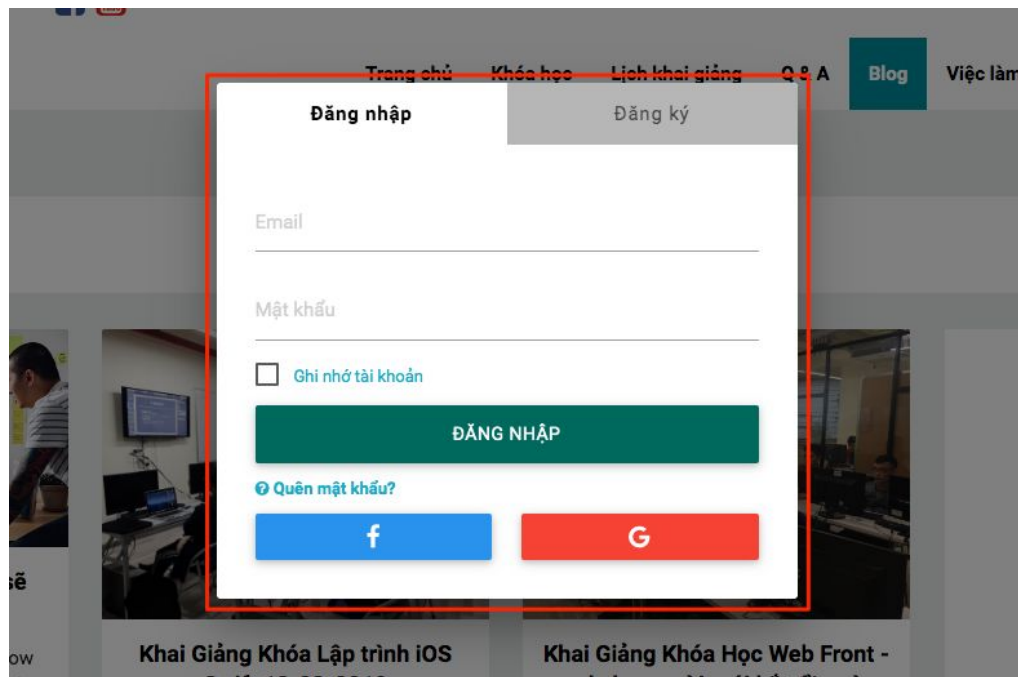 Trang chủ Khóa học Lịch khai giảng Q & A Blog Việc làm
Đăng nhập Đăng ký
Email
Mật khẩu
Ghi nhớ tài khoản
ĐĂNG NHẬP
Quên mật khẩu?
f G
sẽ
ow
Khai Giảng Khóa Lập trình iOS
Khai Giảng Khóa Học Web Front -